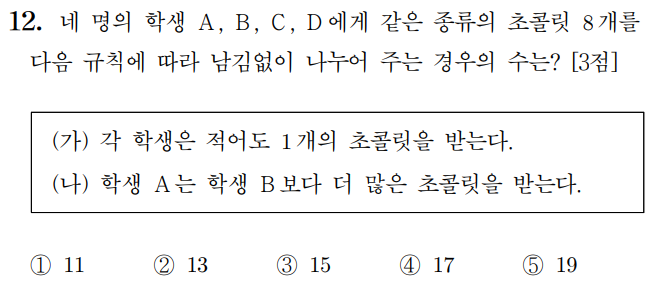 12. 네 명의 학생 A, B, C, D에게 같은 종류의 초콜릿 8개를
다음 규칙에 따라 남김없이 나누어 주는 경우의 수는? [3점]
(가) 각 학생은 적어도 1개의 초콜릿을 받는다.
(나) 학생 A는 학생 B보다 더 많은 초콜릿을 받는다.
① 11 ② 13 ③ 15 ④ 17 ⑤ 19